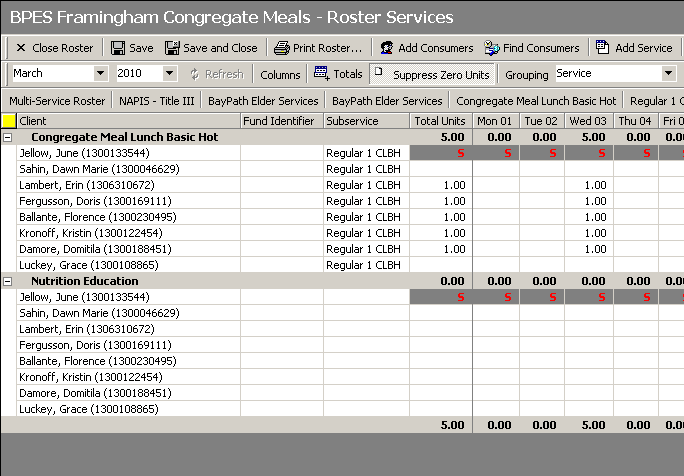 BPES Framingham Congregate Meals - Roster Services
Close Roster Save Save and Close Print Roster... Add Consumers Find Consumers Add Service
March 2010 Refresh Columns Totals Suppress Zero Units Grouping Service
Multi-Service Roster NAPIS - Title III BayPath Elder Services BayPath Elder Services Congregate Meal Lunch Basic Hot Regular 1 C
Client Fund Identifier Subservice Total Units Mon 01 Tue 02 Wed 03 Thu 04 Fri 0
Congregate Meal Lunch Basic Hot 5.00 0.00 0.00 5.00 0.00 0.0
Jellow, June (1300133544) Regular 1 CLBH S S S S S
Sahin, Dawn Marie (1300046629) Regular 1 CLBH
Lambert, Erin (1306310672) Regular 1 CLBH 1.00 1.00
Fergusson, Doris (1300169111) Regular 1 CLBH 1.00 1.00
Ballante, Florence (1300230495) Regular 1 CLBH 1.00 1.00
Kronoff, Kristin (1300122454) Regular 1 CLBH 1.00 1.00
Damore, Domitila (1300188451) Regular 1 CLBH 1.00 1.00
Luckey, Grace (1300108865) Regular 1 CLBH
Nutrition Education 0.00 0.00 0.00 0.00 0.00 0.0
Jellow, June (1300133544) S S S S S
Sahin, Dawn Marie (1300046629)
Lambert, Erin (1306310672)
Fergusson, Doris (1300169111)
Ballante, Florence (1300230495)
Kronoff, Kristin (1300122454)
Damore, Domitila (1300188451)
Luckey, Grace (1300108865)
5.00 0.00 0.00 5.00 0.00 0.0